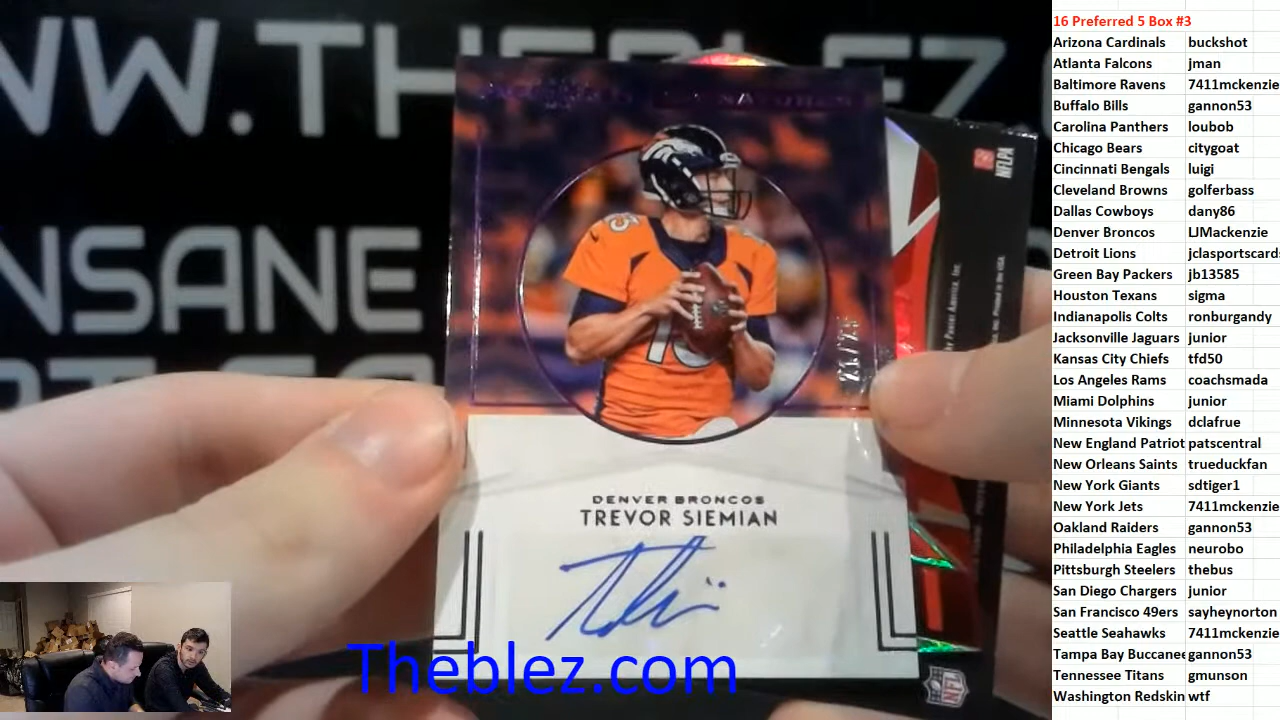 WW.THEBLEZ.
NSANE
SIGNATURES
21/25
NFLPA
DENVER BRONCOS
TREVOR SIEMIAN
NFL
Theblez.com
16 Preferred 5 Box #3
Arizona Cardinals buckshot
Atlanta Falcons jman
Baltimore Ravens 7411mckenzie
Buffalo Bills gannon53
Carolina Panthers loubob
Chicago Bears citygoat
Cincinnati Bengals luigi
Cleveland Browns golferbass
Dallas Cowboys dany86
Denver Broncos LJMackenzie
Detroit Lions jclasportscards
Green Bay Packers jb13585
Houston Texans sigma
Indianapolis Colts ronburgandy
Jacksonville Jaguars junior
Kansas City Chiefs tfd50
Los Angeles Rams coachsmada
Miami Dolphins junior
Minnesota Vikings dclafrue
New England Patriot patscentral
New Orleans Saints trueduckfan
New York Giants sdtiger1
New York Jets 7411mckenzie
Oakland Raiders gannon53
Philadelphia Eagles neurobo
Pittsburgh Steelers thebus
San Diego Chargers junior
San Francisco 49ers sayheynorton
Seattle Seahawks 7411mckenzie
Tampa Bay Buccanee gannon53
Tennessee Titans gmunson
Washington Redskin wtf